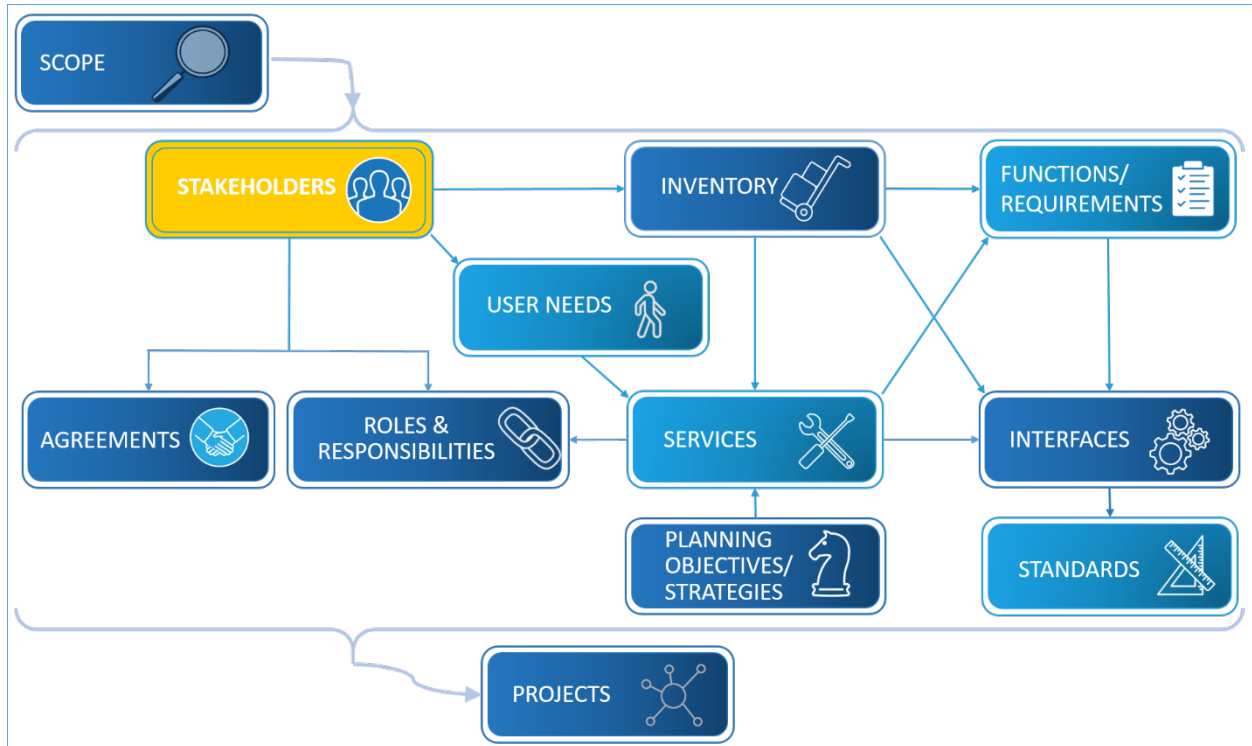 SCOPE
STAKEHOLDERS
INVENTORY
FUNCTIONS/
REQUIREMENTS
USER NEEDS
AGREEMENTS
ROLES &
RESPONSIBILITIES
SERVICES
INTERFACES
PLANNING
OBJECTIVES/
STRATEGIES
STANDARDS
PROJECTS